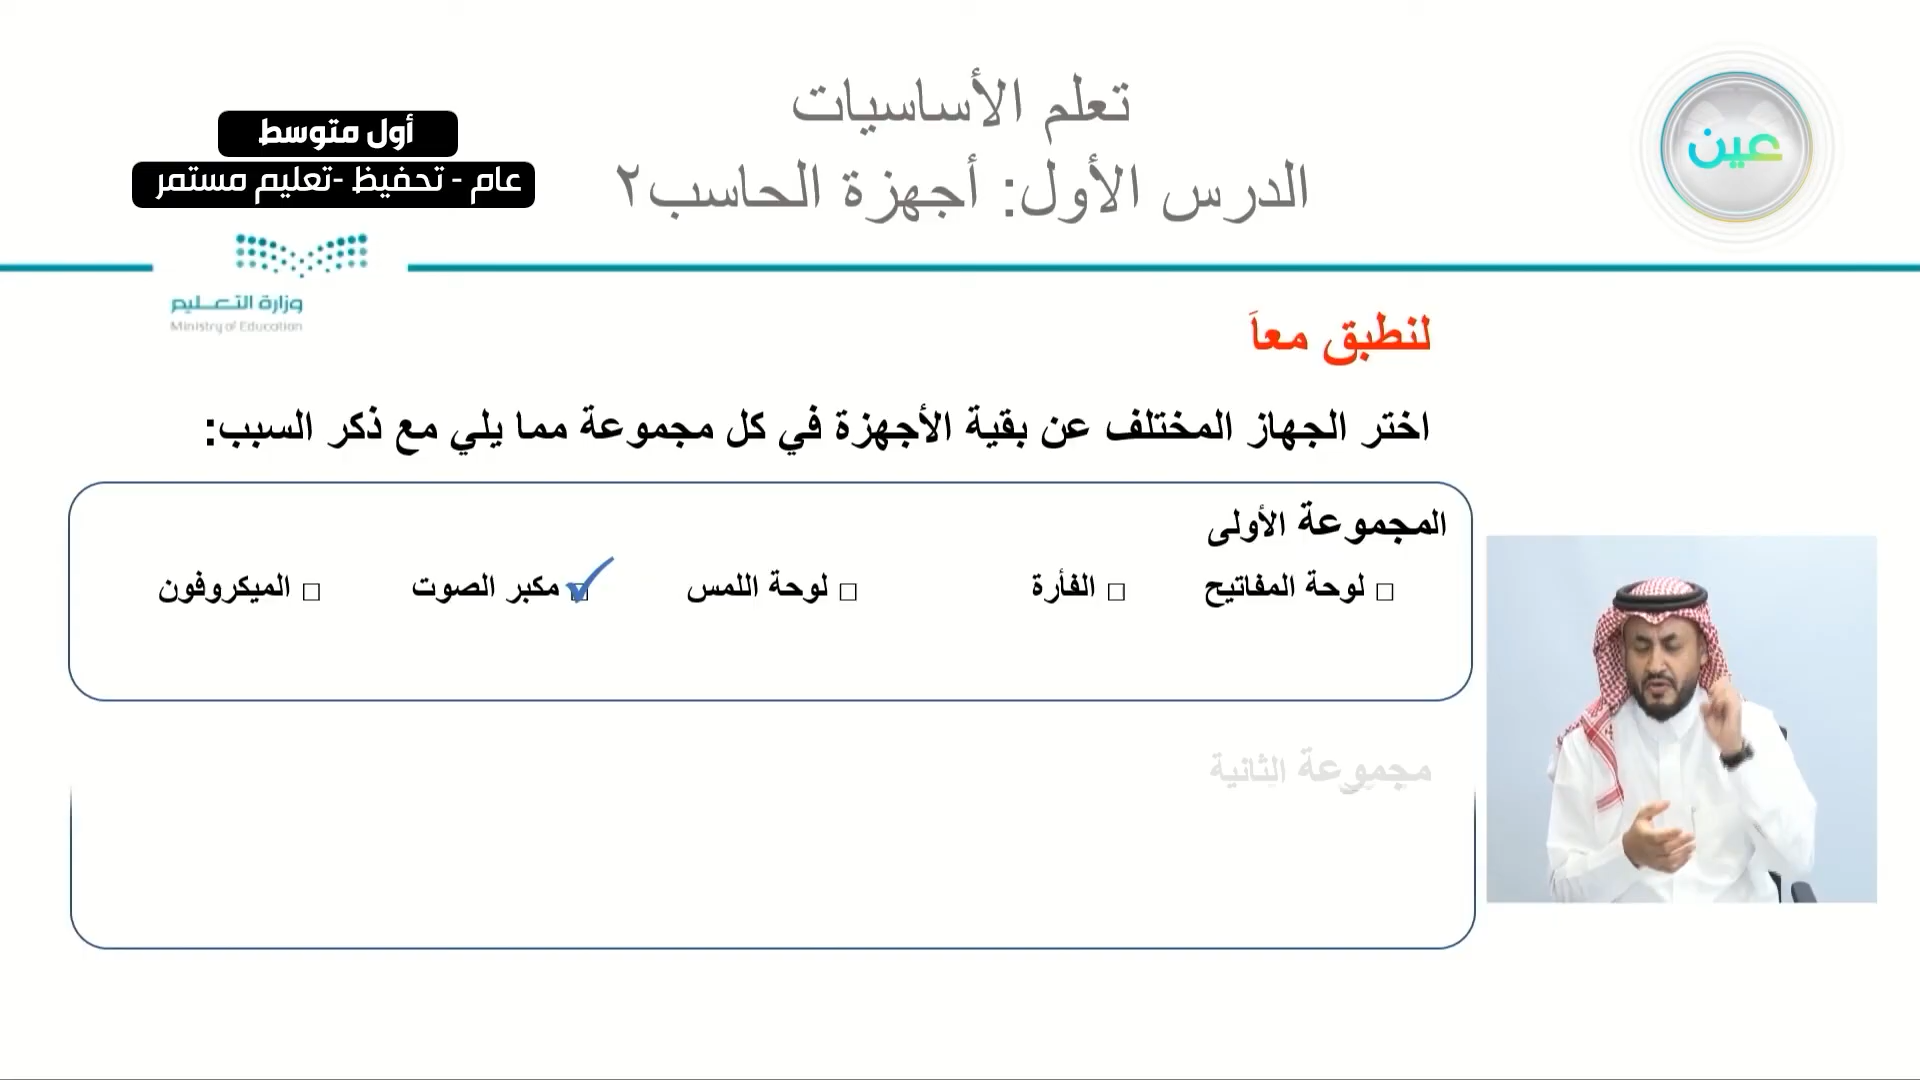 تعلم الأساسيات
الدرس الأول: أجهزة الحاسب٢
عين
أول متوسط
عام - تحفيظ -تعليم مستمر
وزارة التعليم
Ministry of Education
لنطبق معاَ
اختر الجهاز المختلف عن بقية الأجهزة في كل مجموعة مما يلي مع ذكر السبب:
المجموعة الأولى
□ لوحة المفاتيح □ الفأرة □ لوحة اللمس □ مكبر الصوت □ الميكروفون
مجموعة الثانية